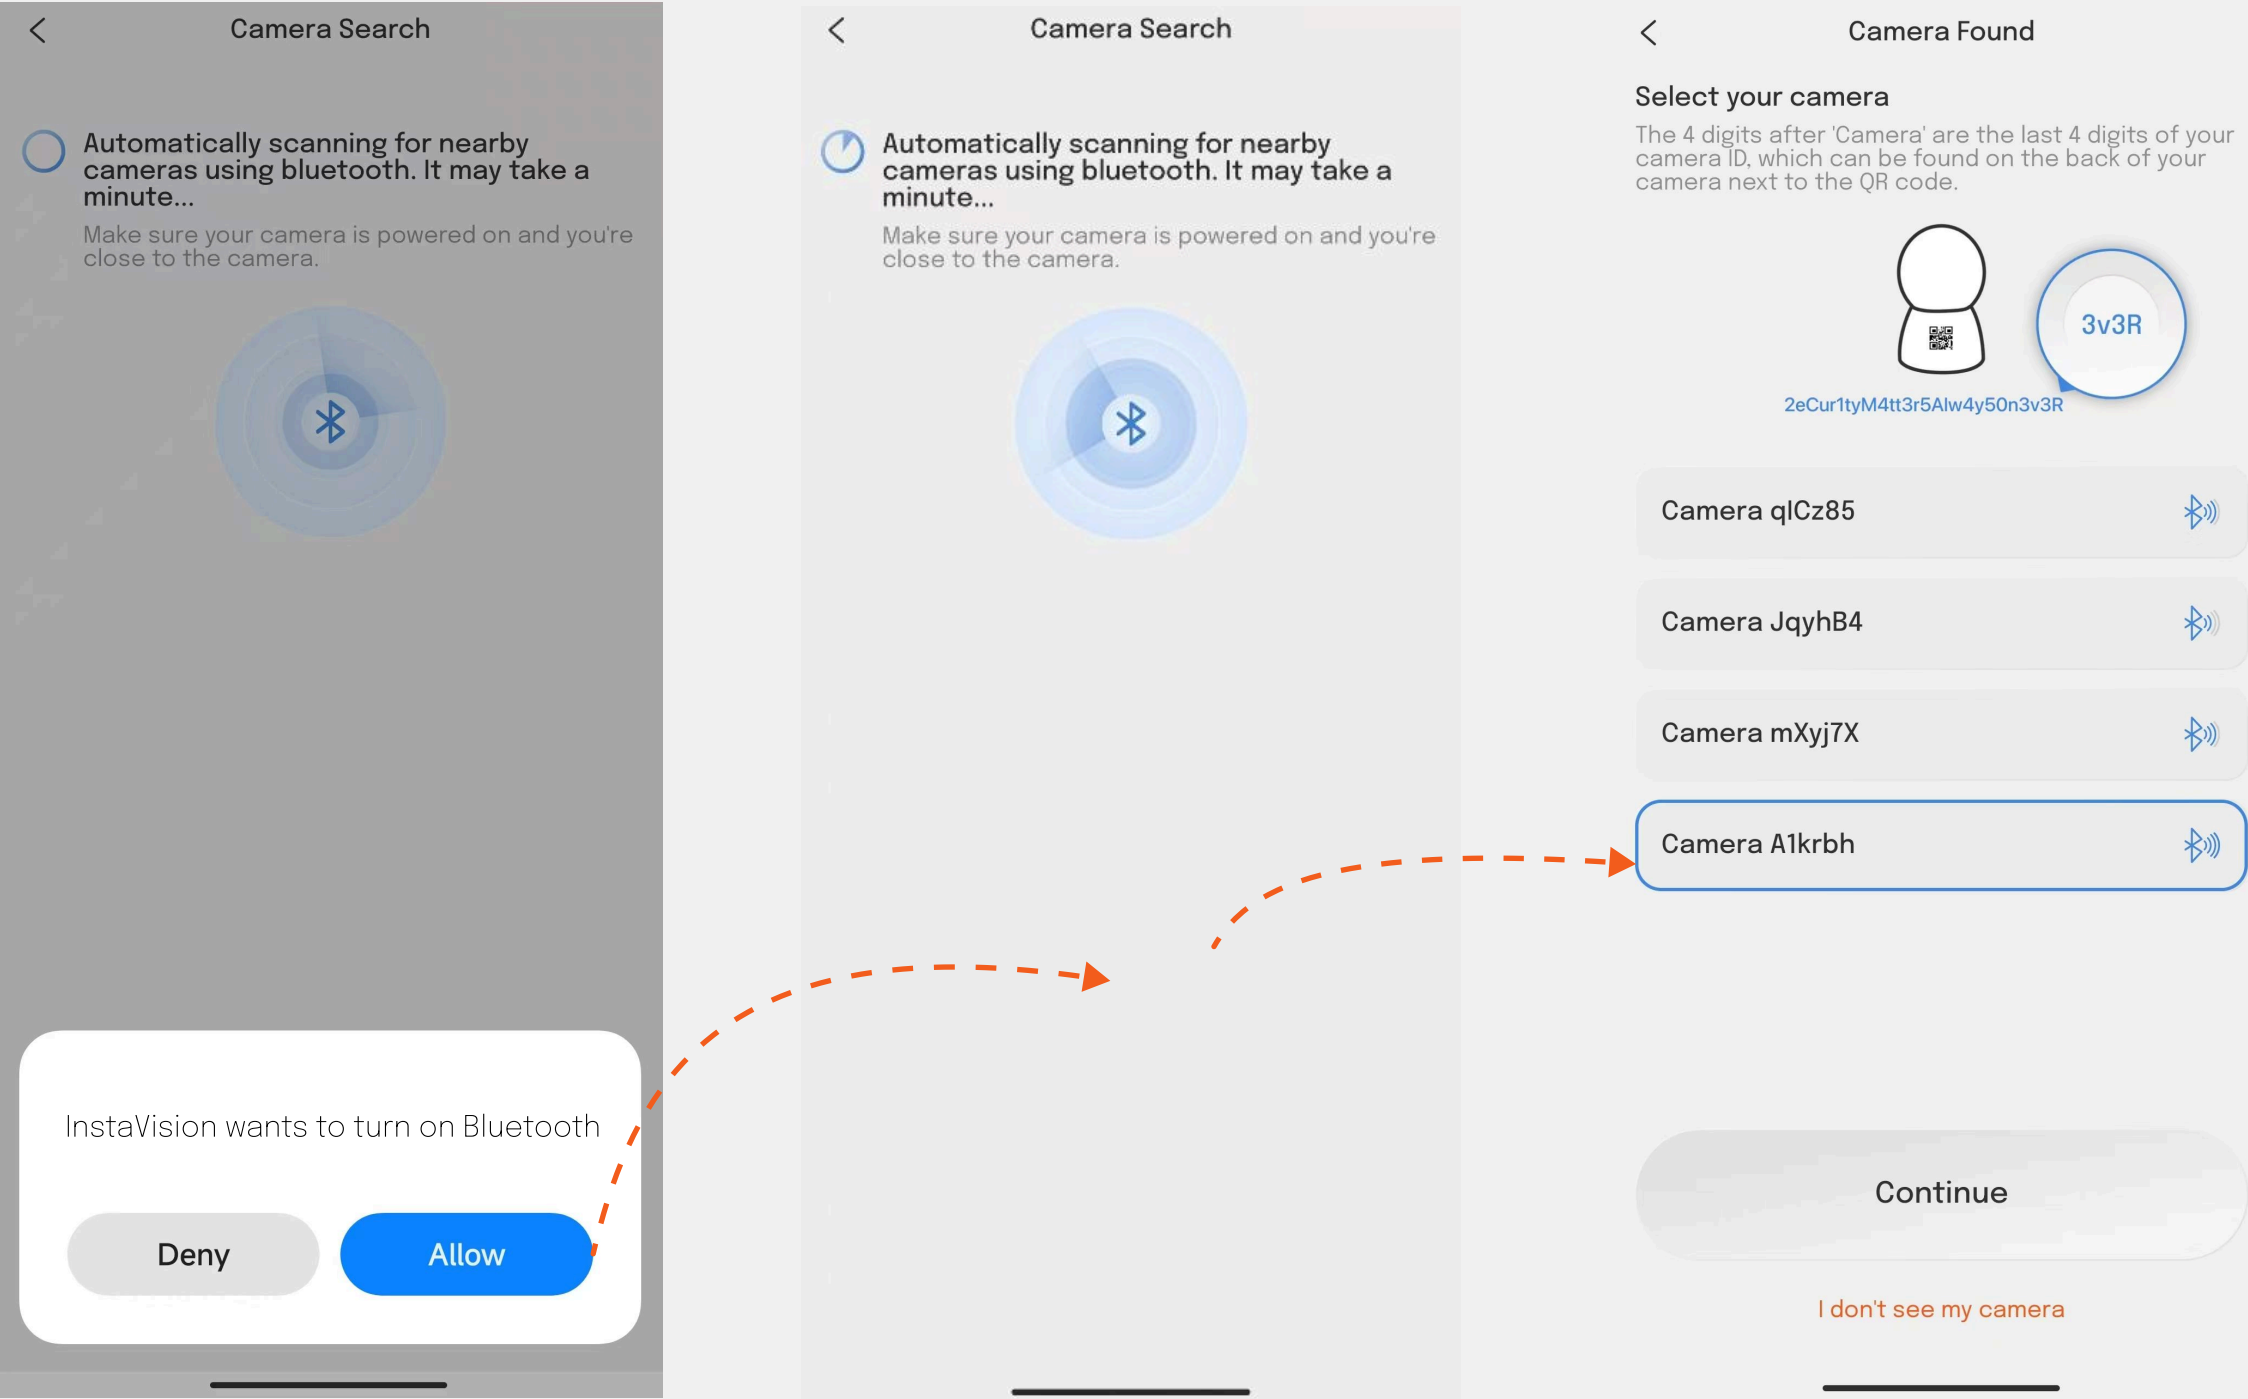 Camera Search
Automatically scanning for nearby
cameras using bluetooth. It may take a
minute...
Make sure your camera is powered on and you're
close to the camera.
InstaVision wants to turn on Bluetooth
Deny
Allow
Camera Search
Automatically scanning for nearby
cameras using bluetooth. It may take a
minute...
Make sure your camera is powered on and you're
close to the camera.
Camera Found
Select your camera
The 4 digits after 'Camera' are the last 4 digits of your
camera ID, which can be found on the back of your
camera next to the QR code.
3v3R
2eCur1tyM4tt3r5Alw4y50n3v3R
Camera qlCz85
Camera JqyhB4
Camera mXyj7X
Camera A1krbh
Continue
I don't see my camera